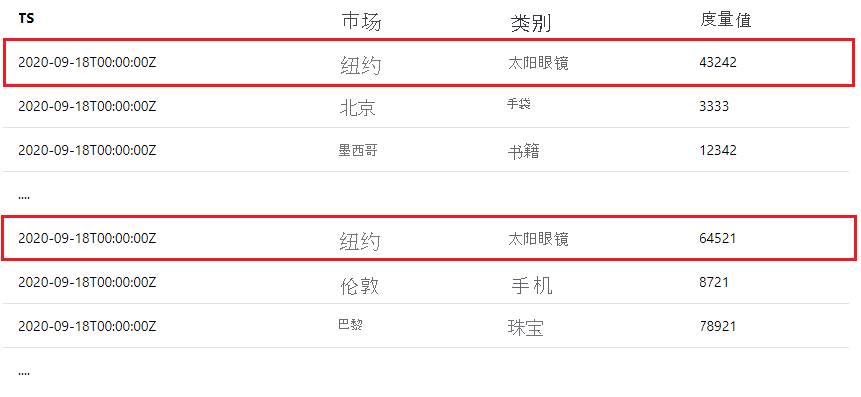 TS 市场 类别 度量值
2020-09-18T00:00:00Z 纽约 太阳眼镜 43242
2020-09-18T00:00:00Z 北京 手袋 3333
2020-09-18T00:00:00Z 墨西哥 书籍 12342
....
2020-09-18T00:00:00Z 纽约 太阳眼镜 64521
2020-09-18T00:00:00Z 伦敦 手机 8721
2020-09-18T00:00:00Z 巴黎 珠宝 78921
....